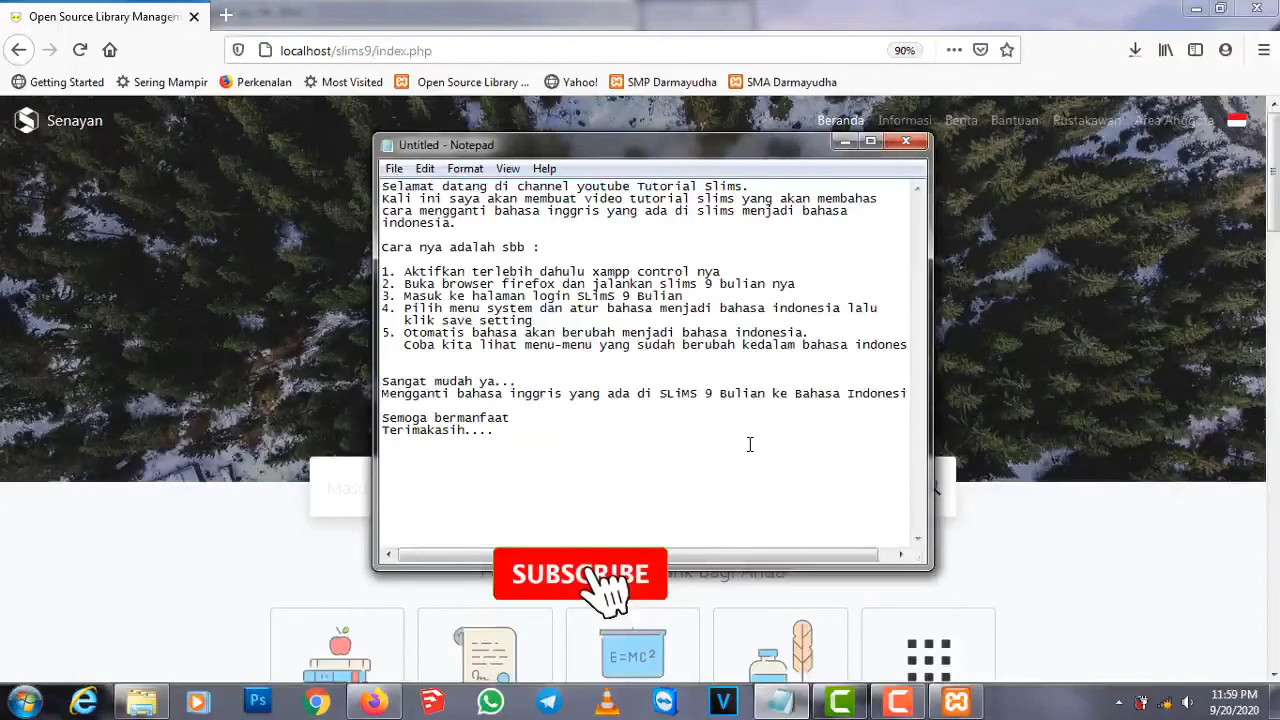 Open Source Library Managem
localhost/slims9/index.php
90%
Getting Started
Sering Mampir
Perkenalan
Most Visited
Open Source Library ...
Yahoo!
SMP Darmayudha
SMA Darmayudha
Senayan
Beranda
Informasi
Berita
Bantuan
Pustakawan
Area Anggota
Untitled - Notepad
File Edit Format View Help
Selamat datang di channel youtube Tutorial Slims.
Kali ini saya akan membuat video tutorial slims yang akan membahas
cara mengganti bahasa inggris yang ada di slims menjadi bahasa
indonesia.
Cara nya adalah sbb :
1. Aktifkan terlebih dahulu xampp control nya
2. Buka browser firefox dan jalankan slims 9 bulian nya
3. Masuk ke halaman login SLimS 9 Bulian
4. Pilih menu system dan atur bahasa menjadi bahasa indonesia lalu
klik save setting
5. Otomatis bahasa akan berubah menjadi bahasa indonesia.
Coba kita lihat menu-menu yang sudah berubah kedalam bahasa indones
Sangat mudah ya...
Mengganti bahasa inggris yang ada di SLiMS 9 Bulian ke Bahasa Indonesi
Semoga bermanfaat
Terimakasih....
SUBSCRIBE
E=MC²
Ps
V
C
C
11:59 PM
9/20/2020